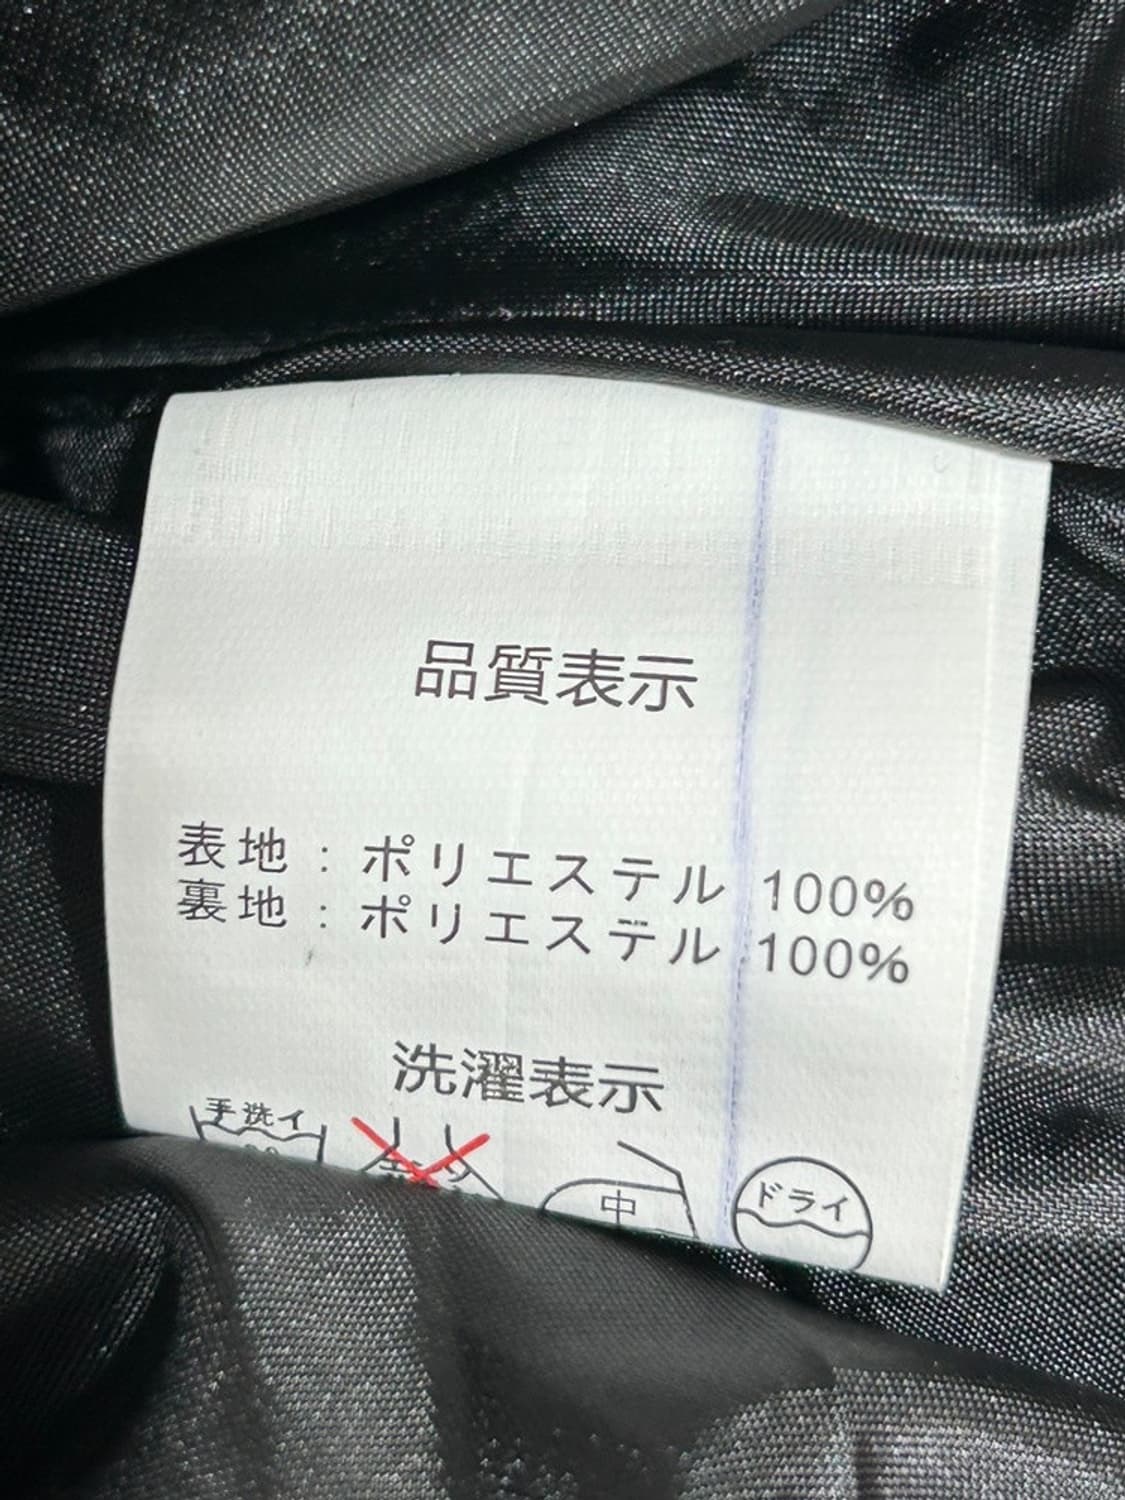 品質表示
表地：ポリエステル 100%
裏地：ポリエステル 100%
洗濯表示
手洗イ
中
ドライ